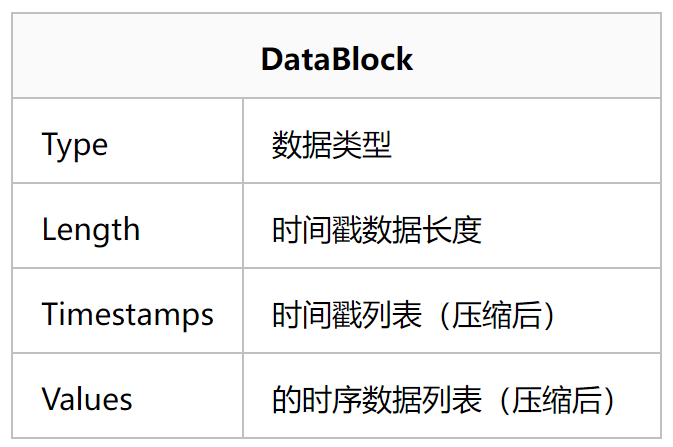 DataBlock
Type 数据类型
Length 时间戳数据长度
Timestamps 时间戳列表（压缩后）
Values 的时序数据列表（压缩后）